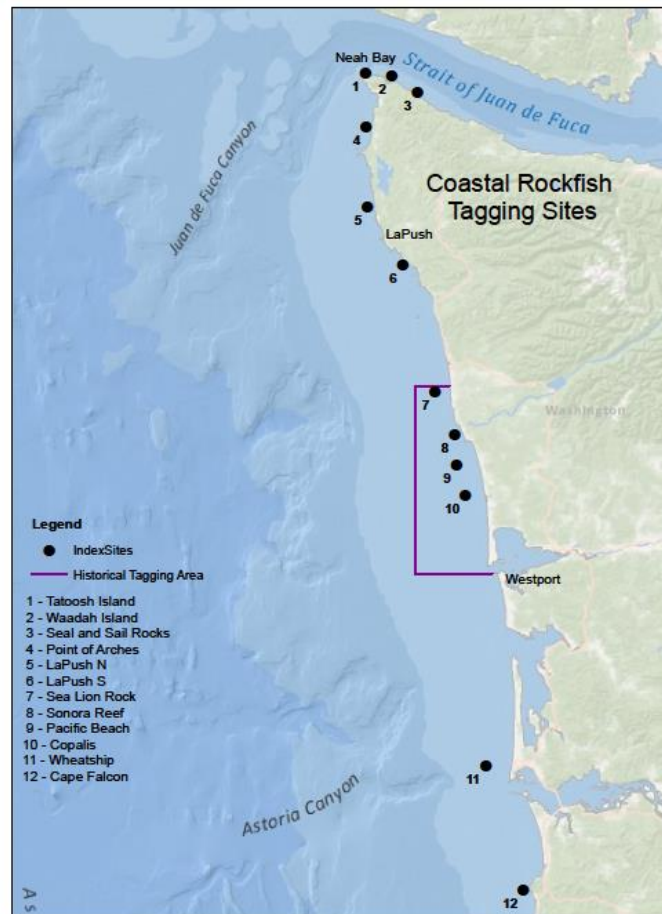 Neah Bay
Strait of Juan de Fuca
1
2
3
4
Juan de Fuca Canyon
Coastal Rockfish
Tagging Sites
5
LaPush
6
7
Washington
8
9
10
Legend
IndexSites
Historical Tagging Area
Westport
1 - Tatoosh Island
2 - Waadah Island
3 - Seal and Sail Rocks
4 - Point of Arches
5 - LaPush N
6 - LaPush S
7 - Sea Lion Rock
8 - Sonora Reef
9 - Pacific Beach
10 - Copalis
11 - Wheatship
12 - Cape Falcon
11
Astoria Canyon
12
A s